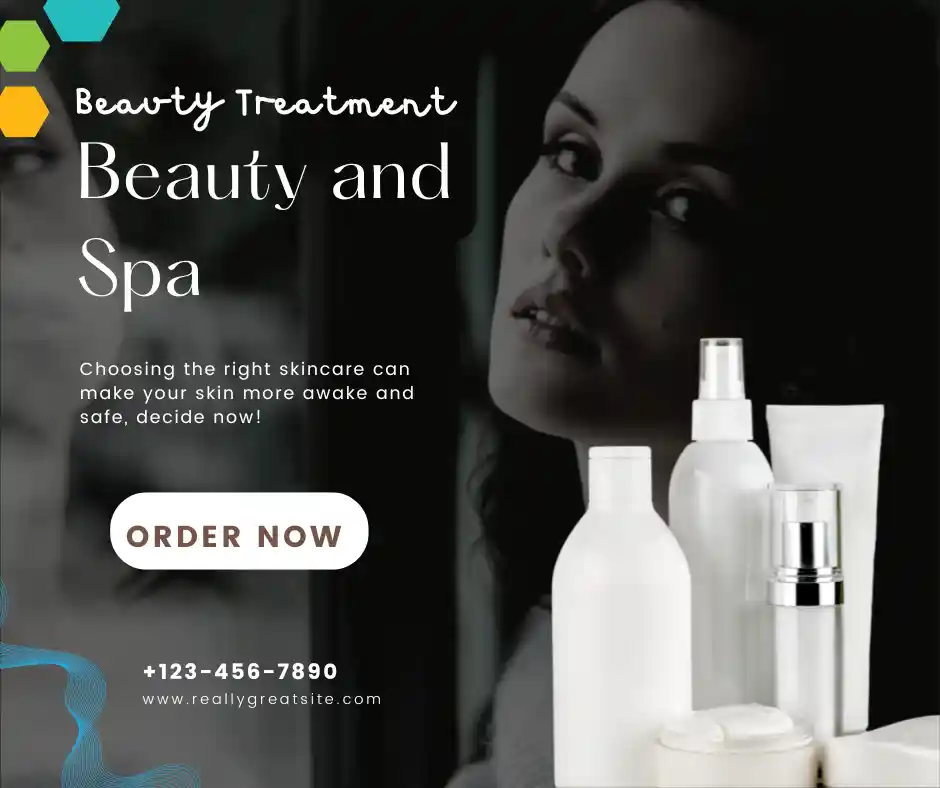 Beauty Treatment
Beauty and
Spa
Choosing the right skincare can
make your skin more awake and
safe, decide now!
ORDER NOW
+123-456-7890
www.reallygreatsite.com